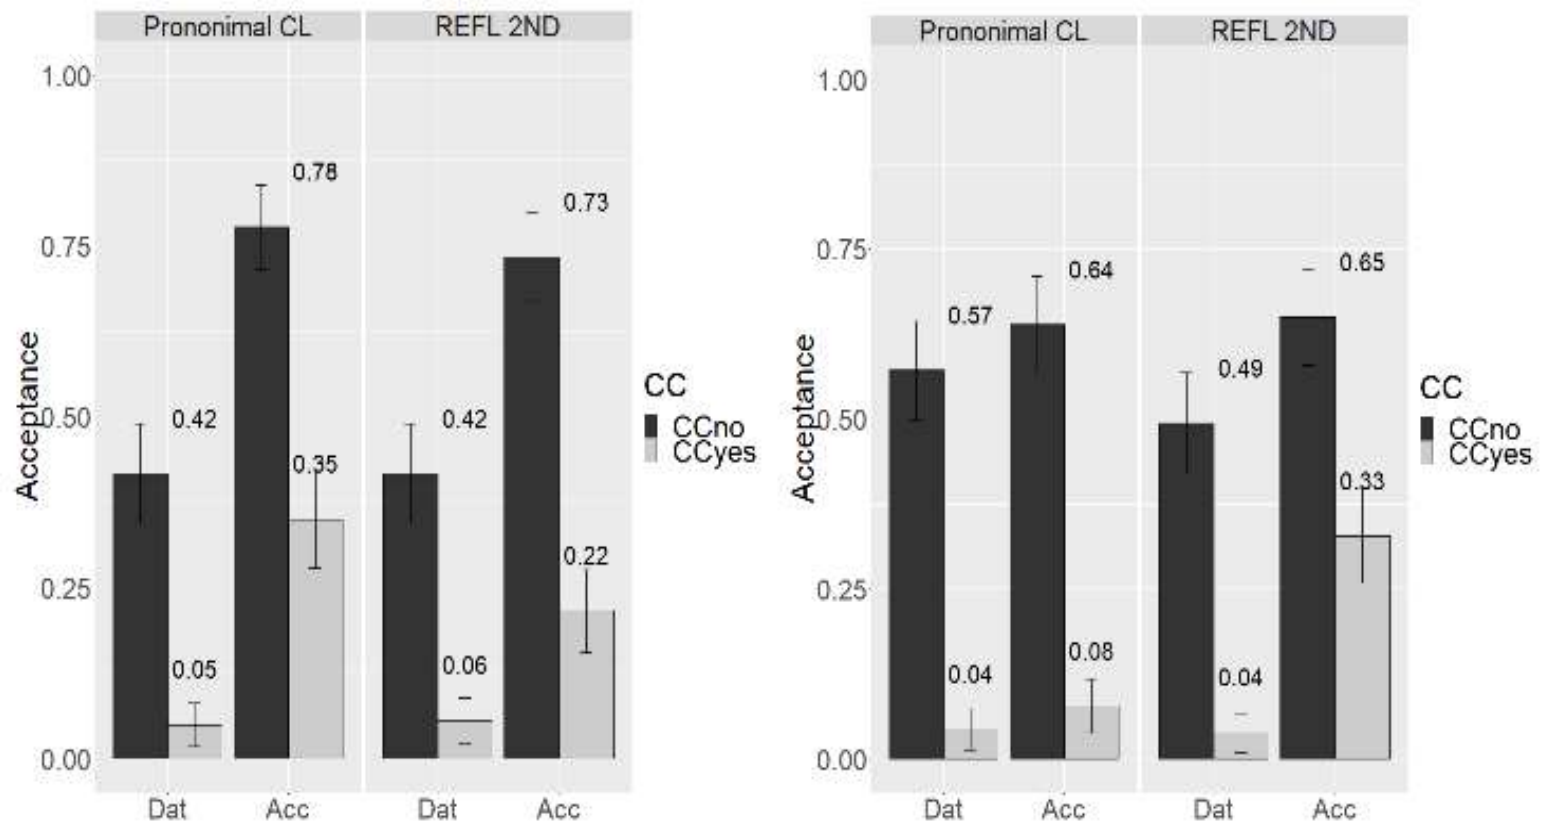 Prononimal CL REFL 2ND
1.00
0.78
0.73
0.75
0.42 0.42
0.50
0.35
0.22
0.25
0.05 0.06
0.00
Dat Acc Dat Acc
Acceptance
CC
CCno
CCyes
Prononimal CL REFL 2ND
1.00
0.75
0.65
0.64
0.57
0.49
0.50
0.33
0.25
0.08
0.04 0.04
0.00
Dat Acc Dat Acc
Acceptance
CC
CCno
CCyes